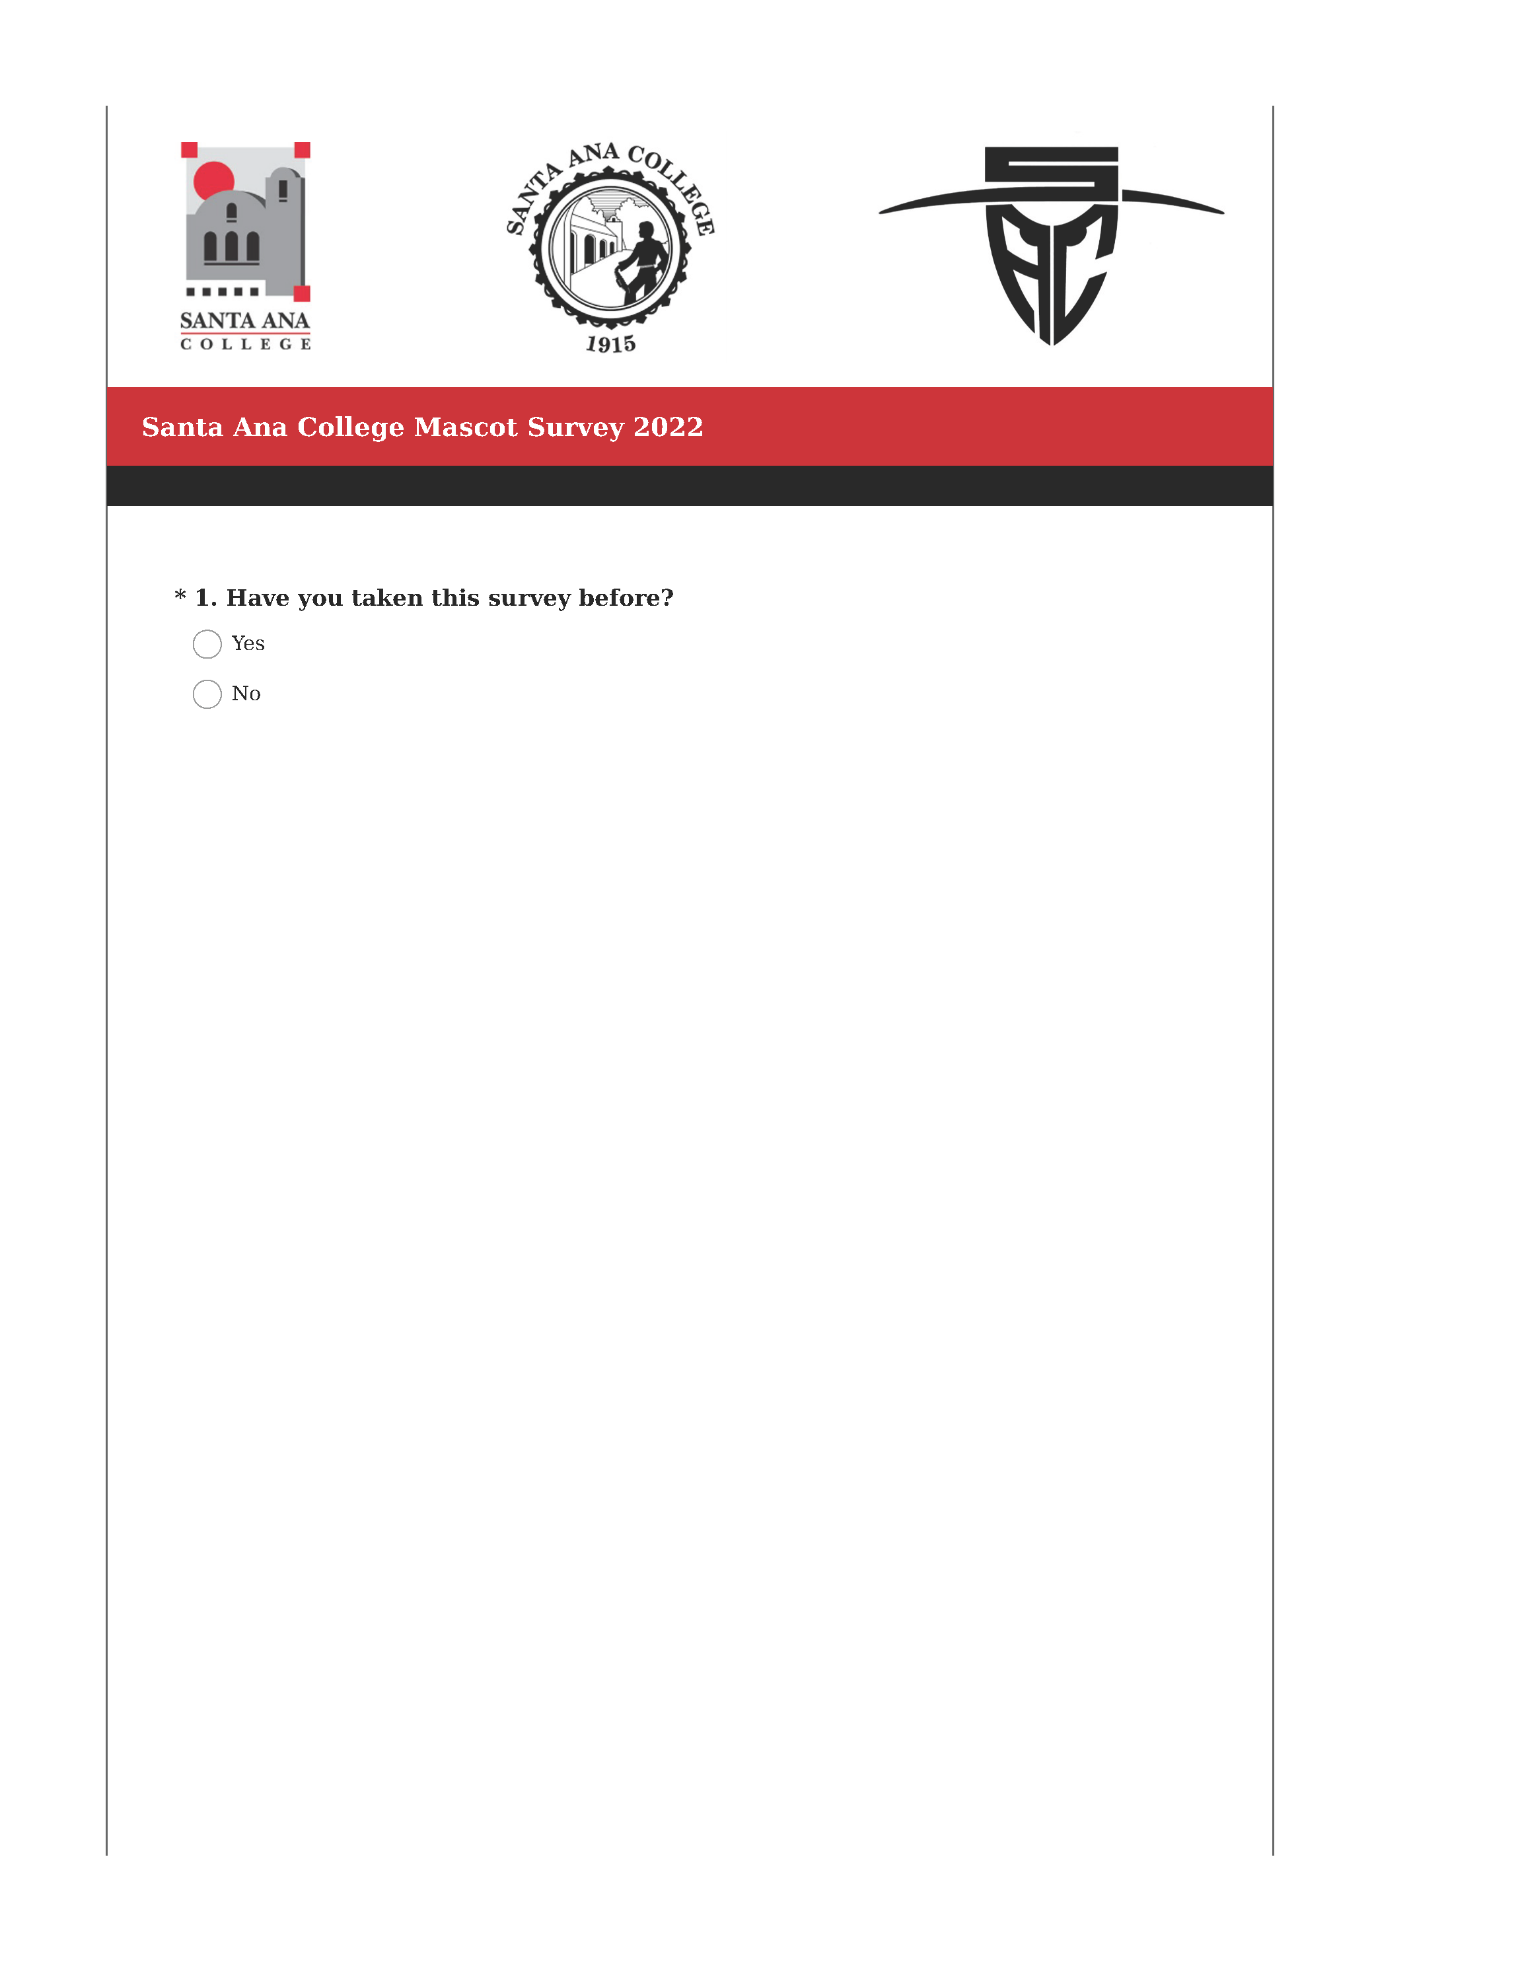 SANTA ANA
COLLEGE
SANTA ANA COLLEGE
1915
SAC
Santa Ana College Mascot Survey 2022
* 1. Have you taken this survey before?
Yes
No